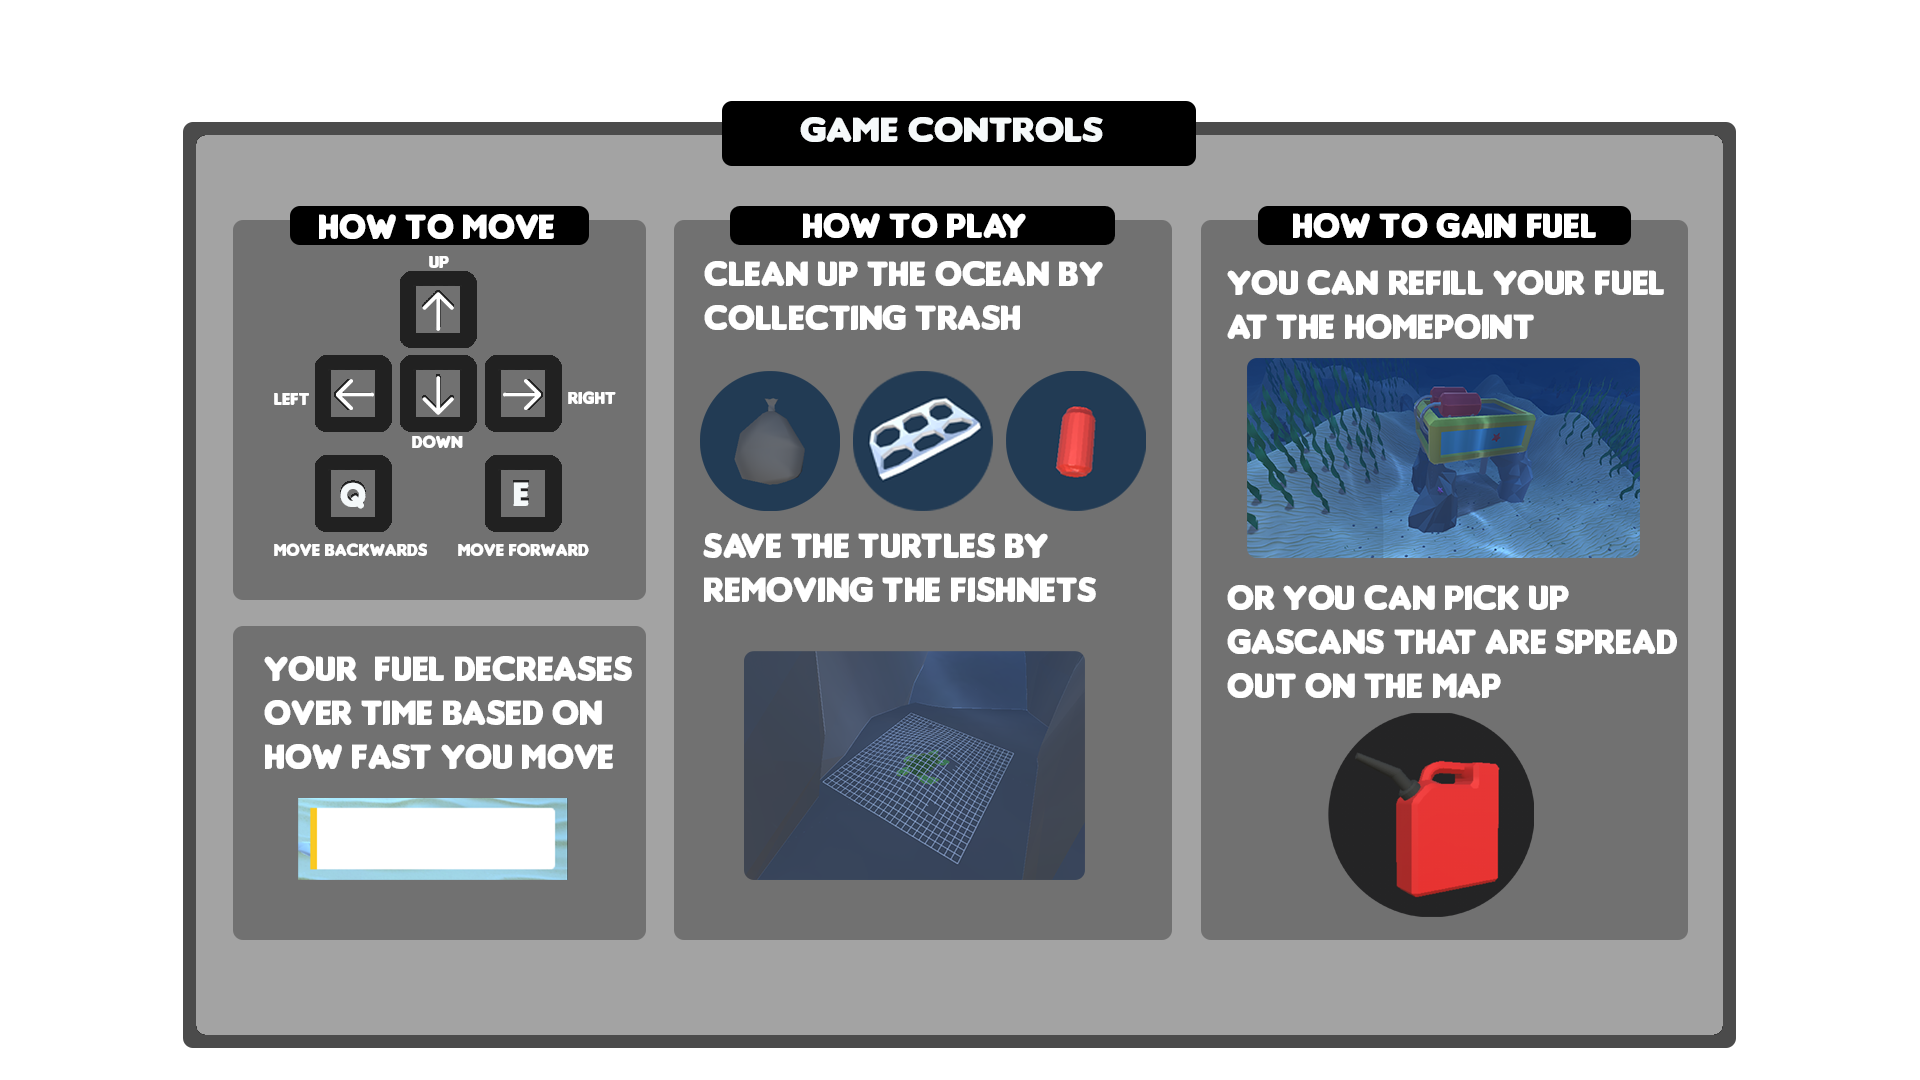 GAME CONTROLS
HOW TO MOVE
UP
LEFT
RIGHT
DOWN
Q
E
MOVE BACKWARDS
MOVE FORWARD
YOUR FUEL DECREASES
OVER TIME BASED ON
HOW FAST YOU MOVE
HOW TO PLAY
CLEAN UP THE OCEAN BY
COLLECTING TRASH
SAVE THE TURTLES BY
REMOVING THE FISHNETS
HOW TO GAIN FUEL
YOU CAN REFILL YOUR FUEL
AT THE HOMEPOINT
OR YOU CAN PICK UP
GASCANS THAT ARE SPREAD
OUT ON THE MAP